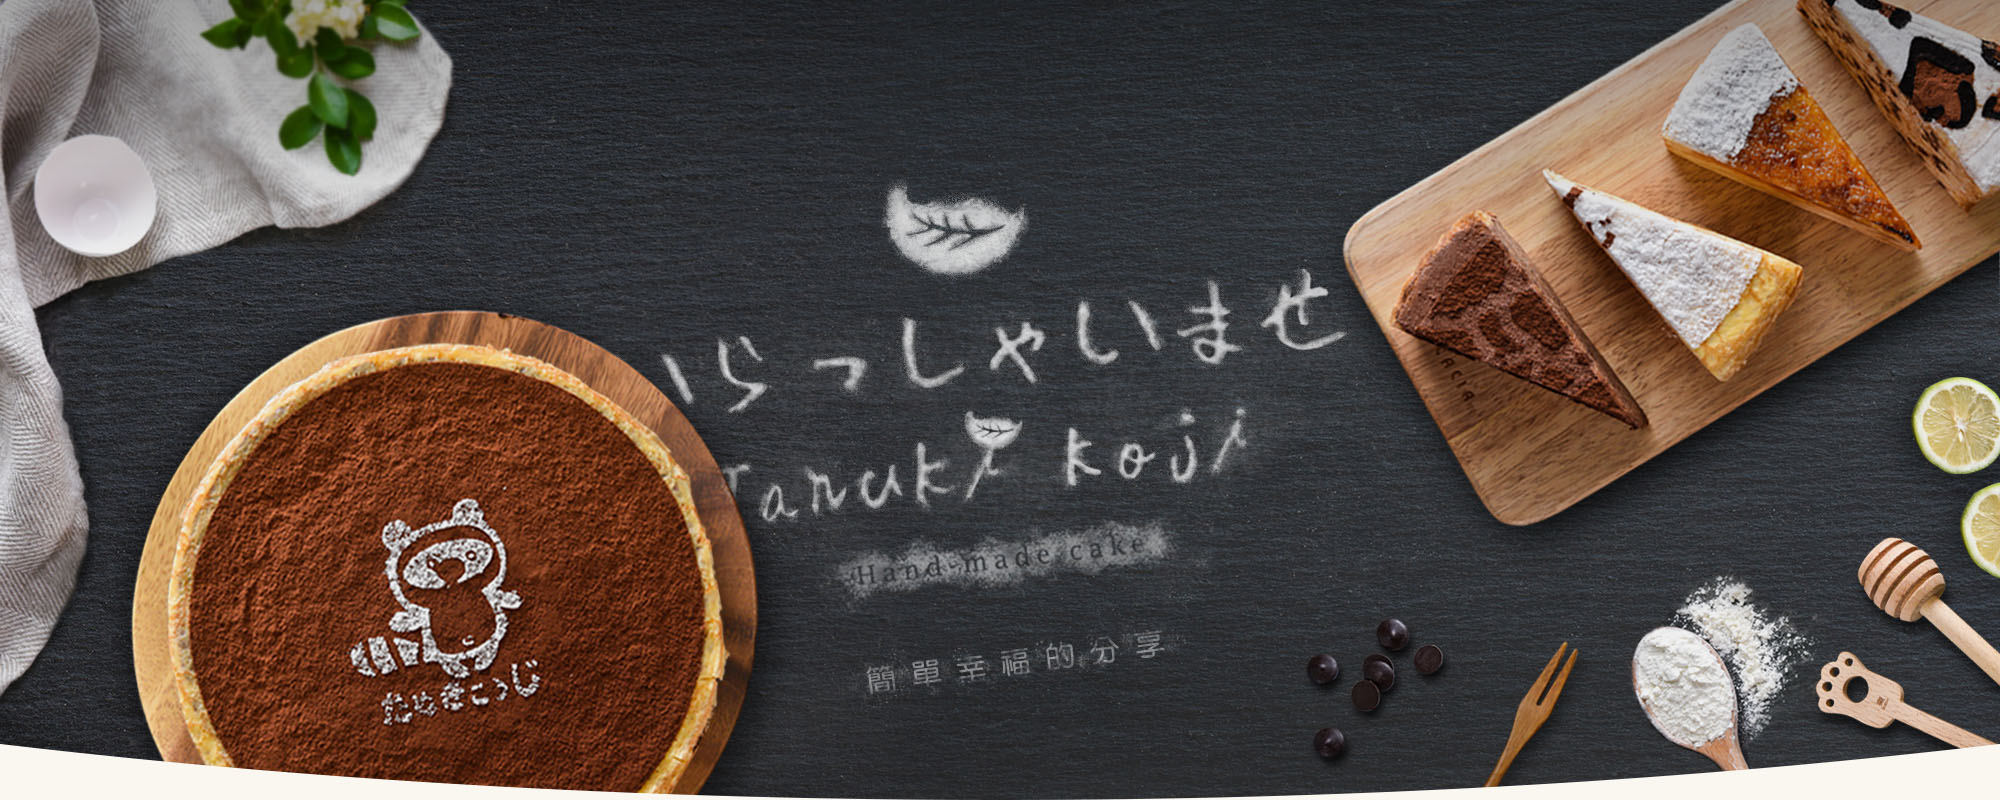 いらっしゃいませ
Tanuki koji
Hand-made cake
簡單幸福的分享
たぬきこうじ
ACACIA